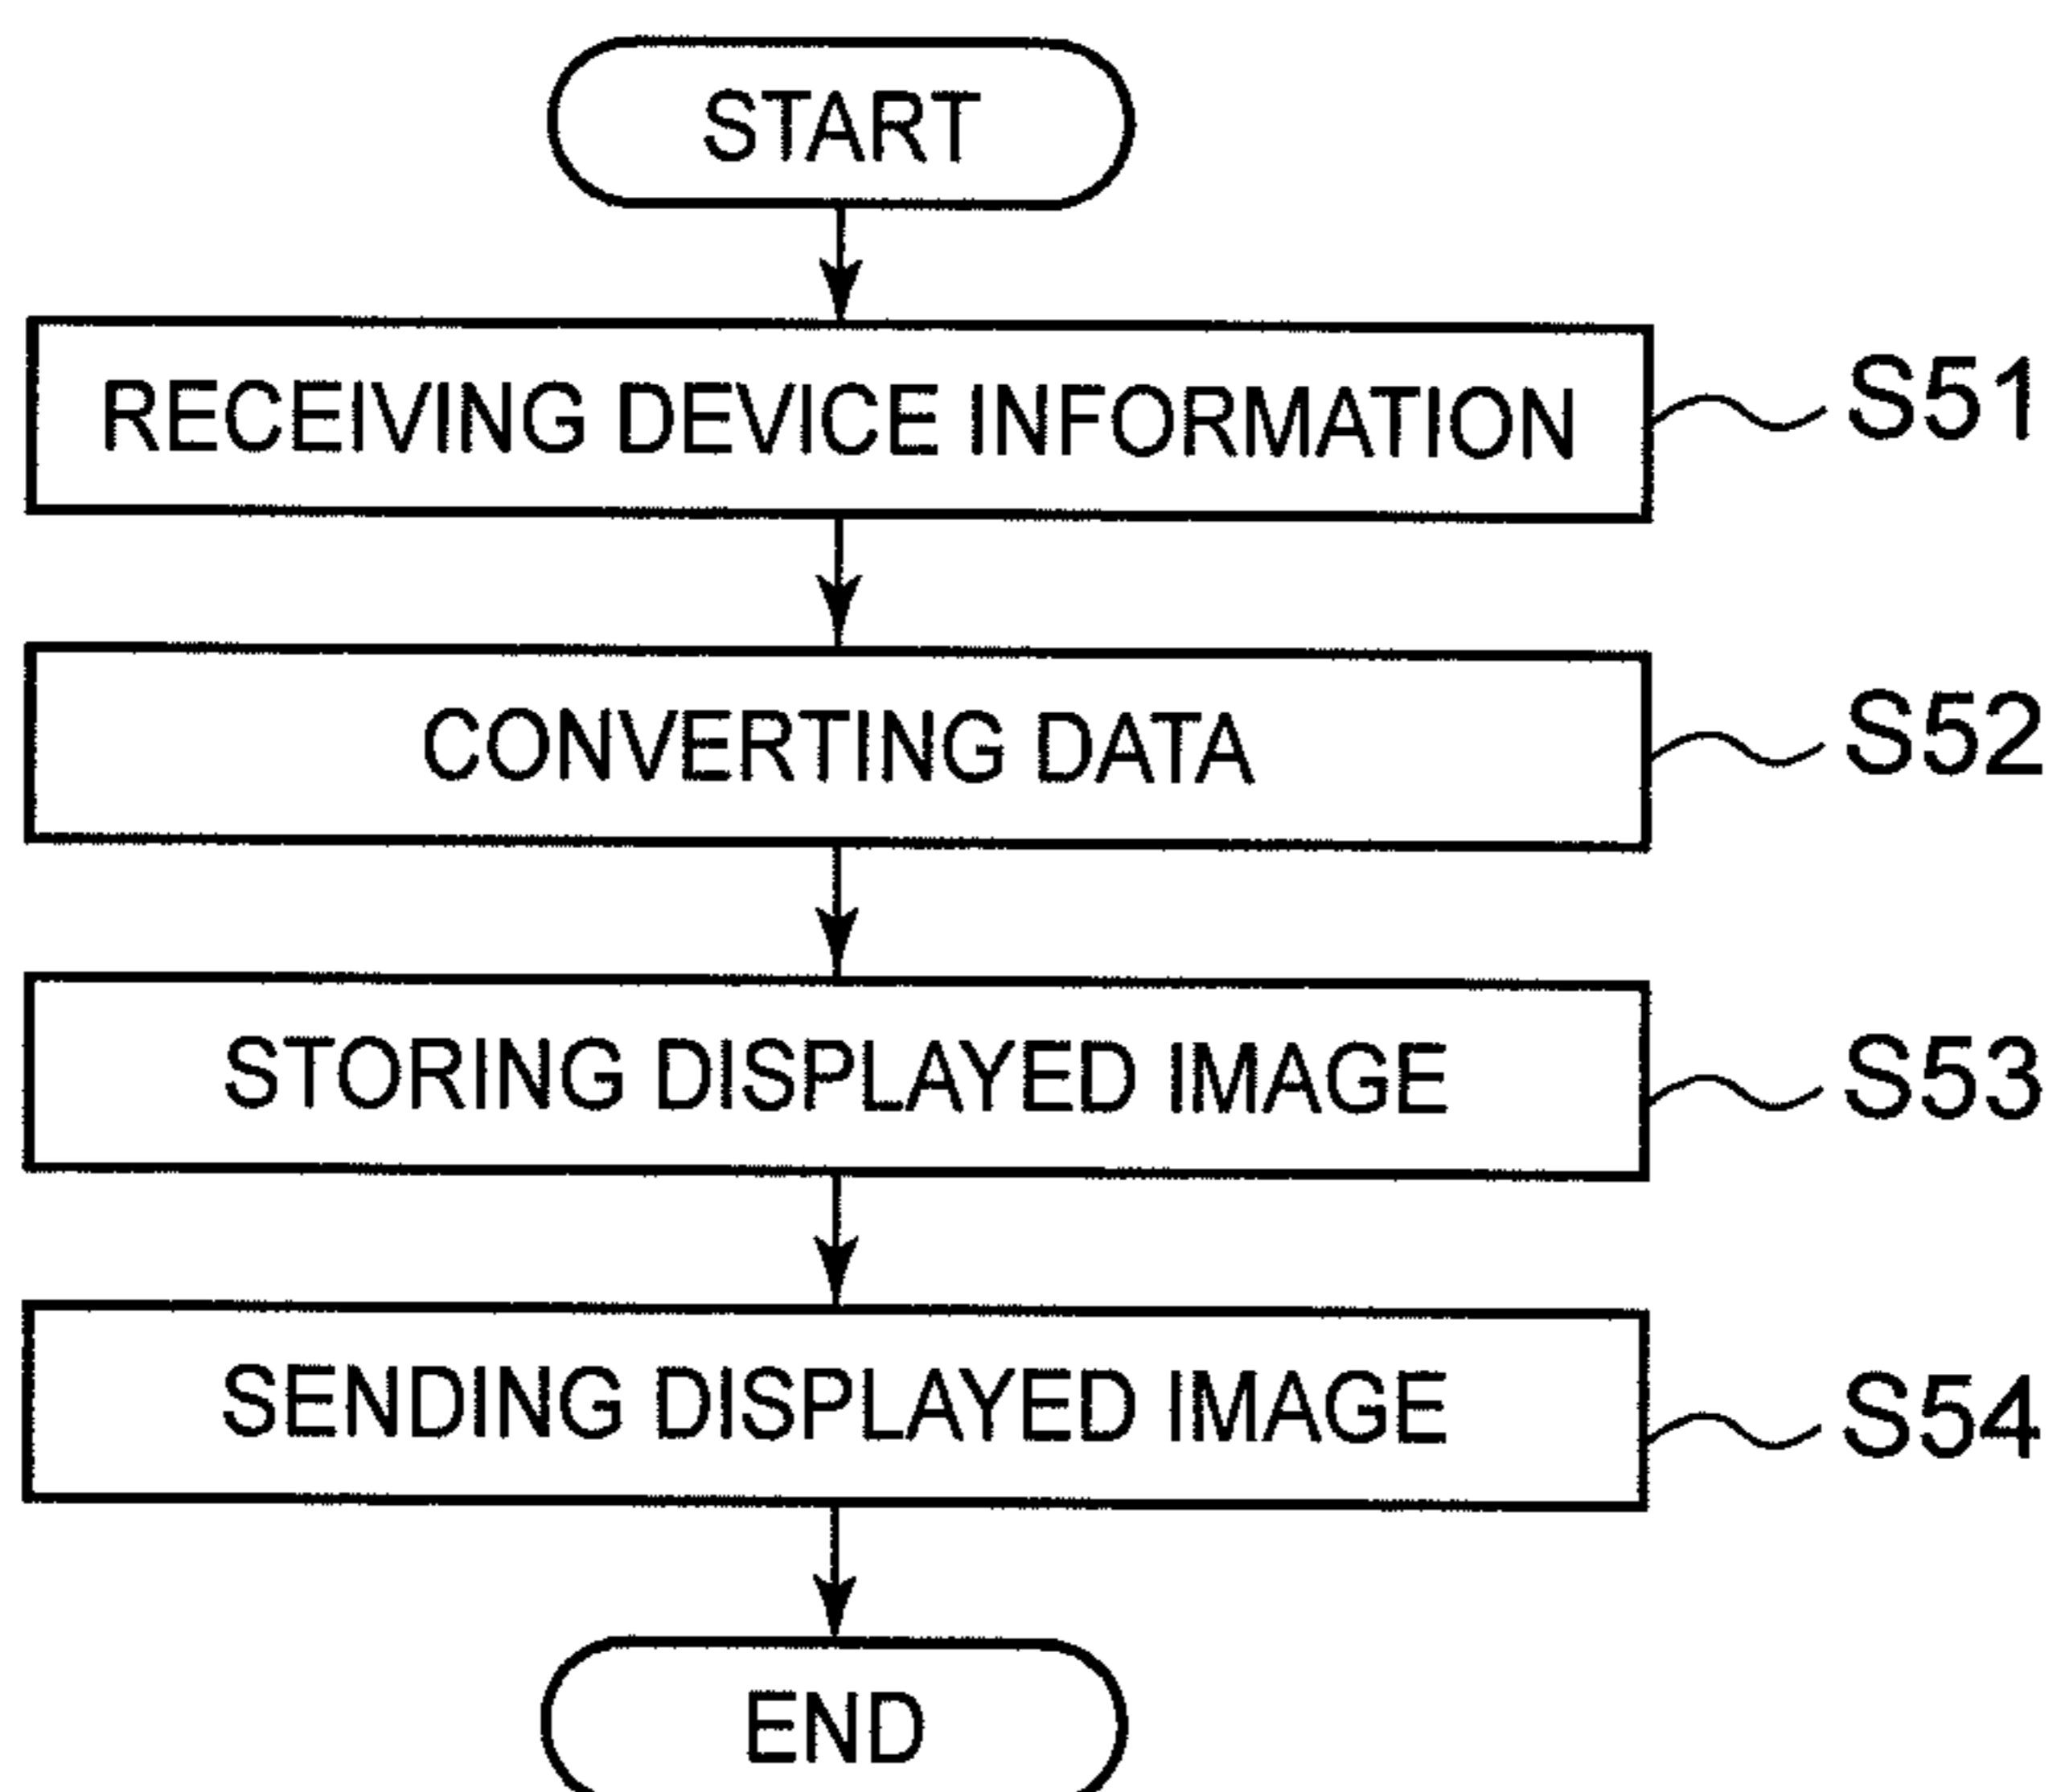 START
RECEIVING DEVICE INFORMATION S51
CONVERTING DATA S52
STORING DISPLAYED IMAGE S53
SENDING DISPLAYED IMAGE S54
END